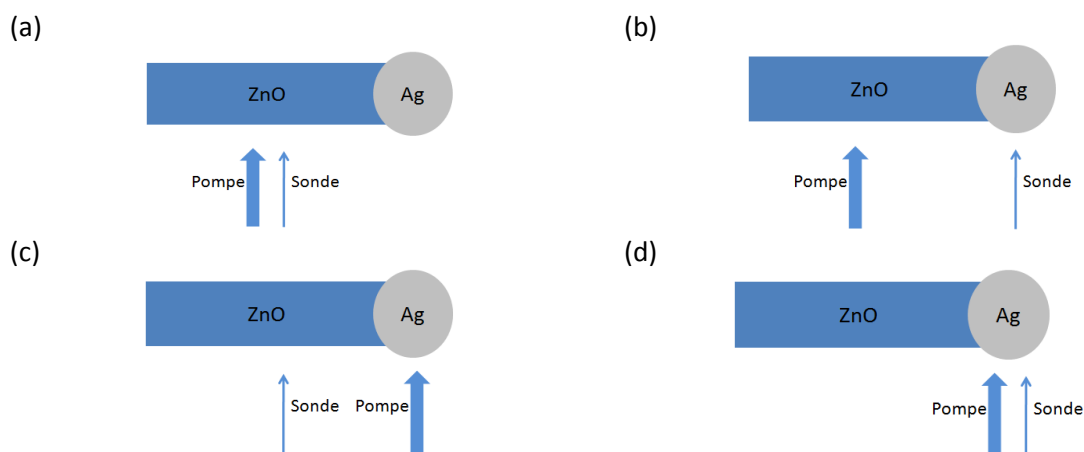 (a)
ZnO
Ag
Pompe
Sonde
(b)
ZnO
Ag
Pompe
Sonde
(c)
ZnO
Ag
Sonde
Pompe
(d)
ZnO
Ag
Pompe
Sonde